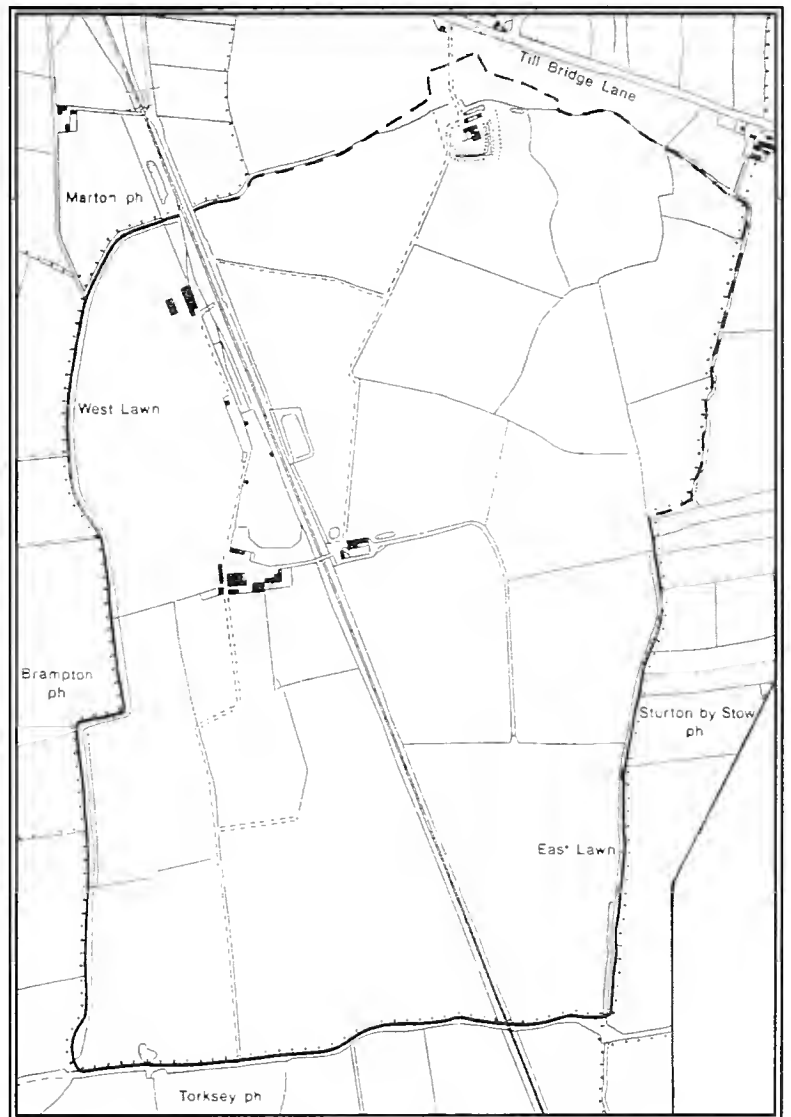 Till Bridge Lane
Marton ph
West Lawn
Brampton
ph
Sturton by Stow
ph
East Lawn
Torksey ph